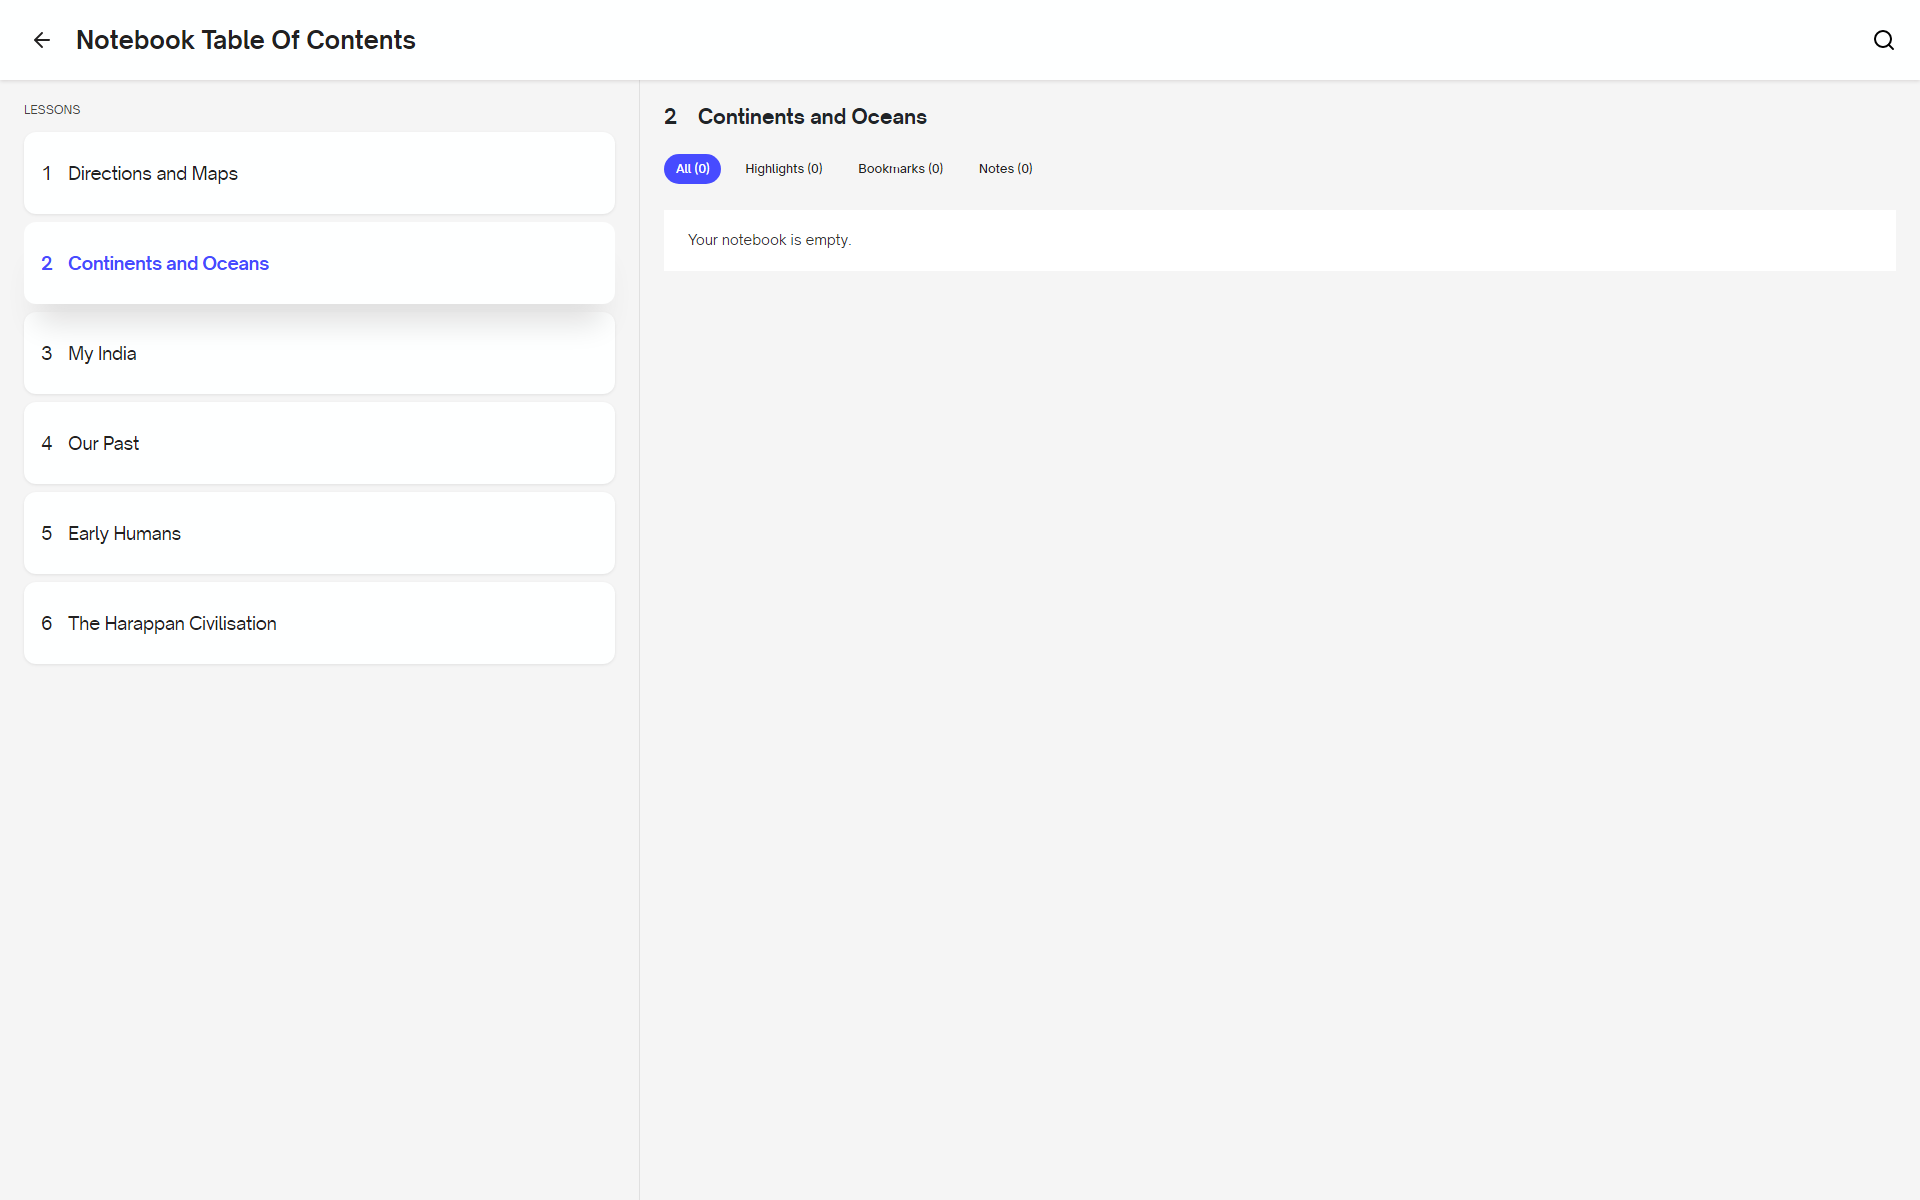 Notebook Table Of Contents
LESSONS
1 Directions and Maps
2 Continents and Oceans
3 My India
4 Our Past
5 Early Humans
6 The Harappan Civilisation
2 Continents and Oceans
All (0) Highlights (0) Bookmarks (0) Notes (0)
Your notebook is empty.